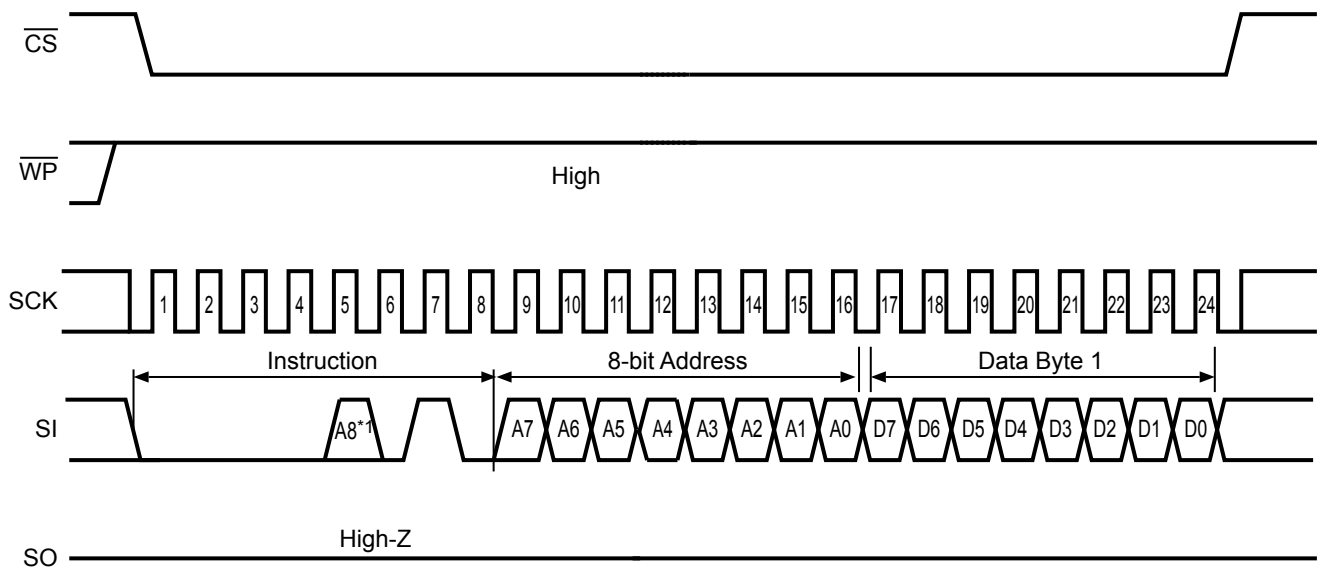 CS
WP
High
SCK
1 2 3 4 5 6 7 8 9 10 11 12 13 14 15 16 17 18 19 20 21 22 23 24
Instruction 8-bit Address Data Byte 1
SI
A8*1 A7 A6 A5 A4 A3 A2 A1 A0 D7 D6 D5 D4 D3 D2 D1 D0
High-Z
SO